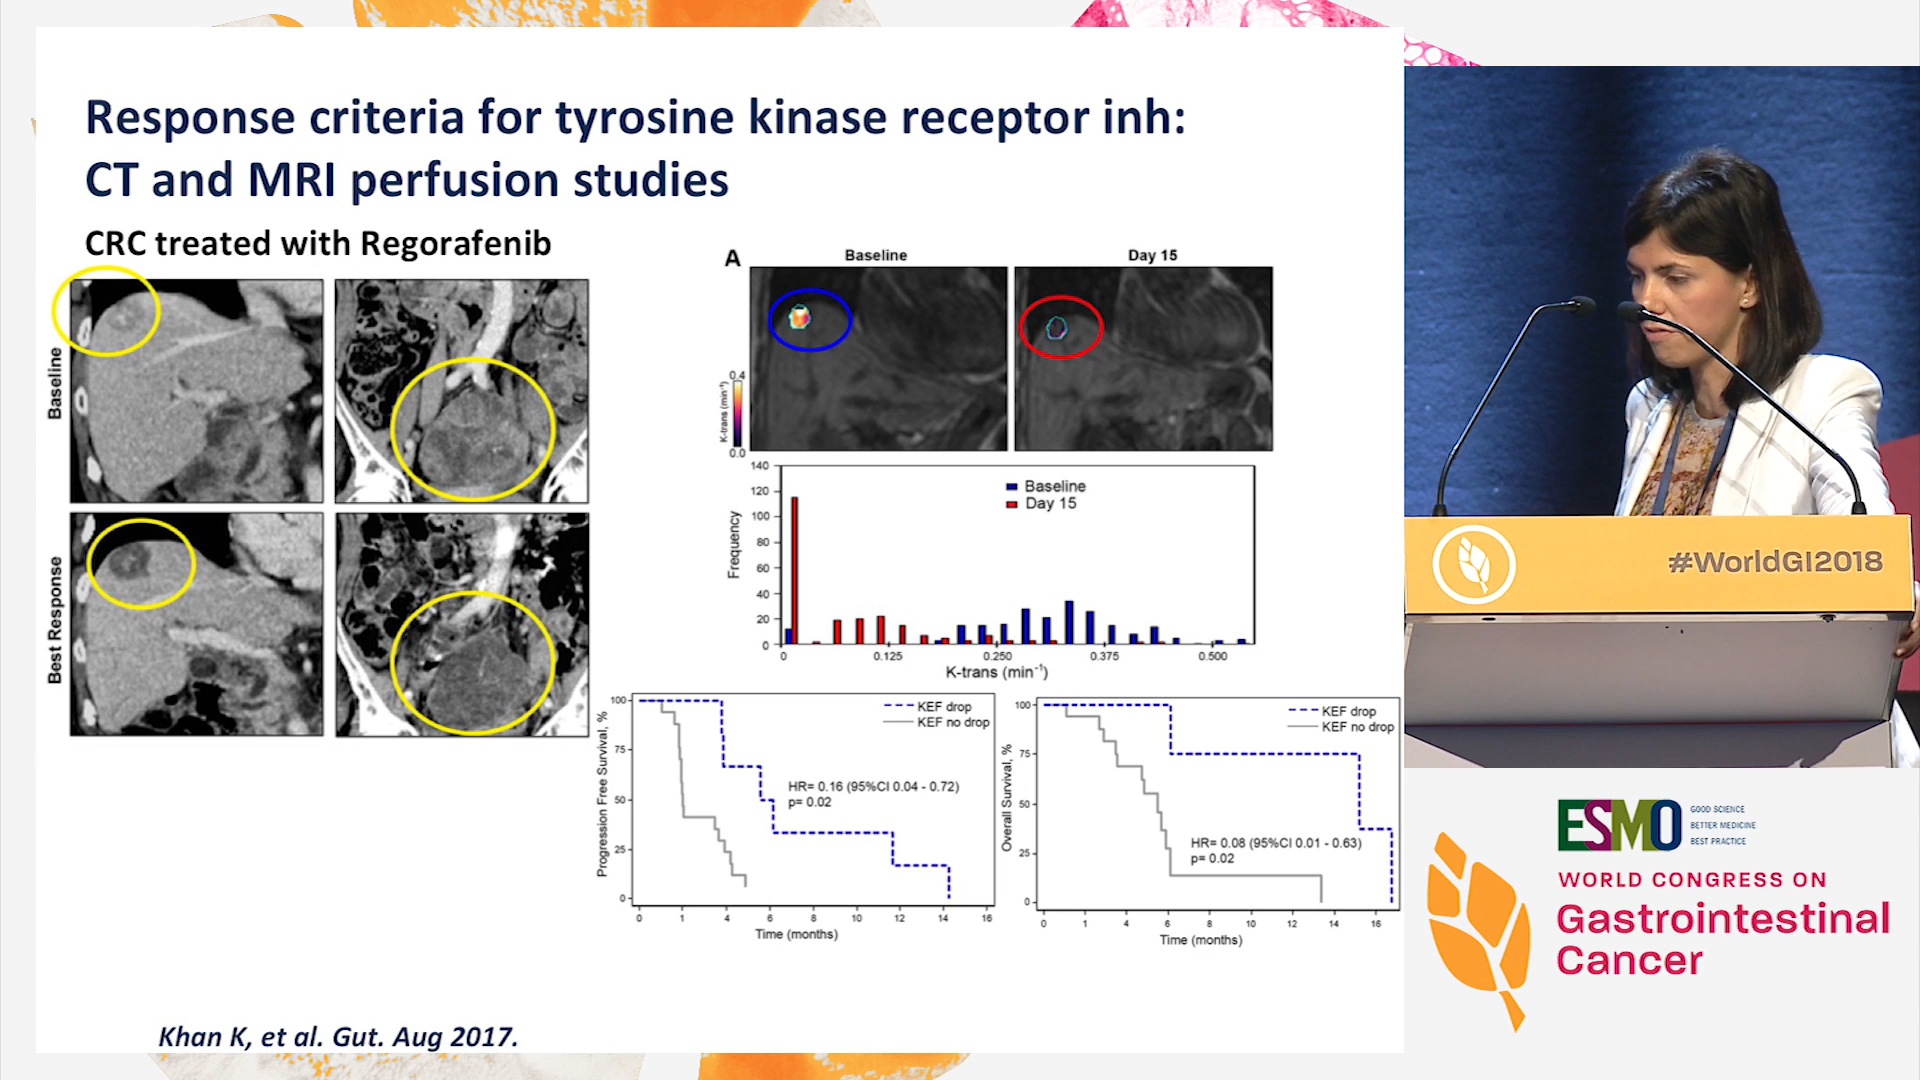 Response criteria for tyrosine kinase receptor inh:
CT and MRI perfusion studies
CRC treated with Regorafenib
Baseline
Best Response
A
Baseline
Day 15
K-trans (min⁻¹)
0.4
0.0
Frequency
140
120
100
80
60
40
20
0
Baseline
Day 15
0
0.125
0.250
0.375
0.500
K-trans (min⁻¹)
Progression Free Survival, %
100
75
50
25
0
KEF drop
KEF no drop
HR= 0.16 (95%CI 0.04 - 0.72)
p= 0.02
0 1 4 6 8 10 12 14 16
Time (months)
Overall Survival, %
100
75
50
25
0
KEF drop
KEF no drop
HR= 0.08 (95%CI 0.01 - 0.63)
p= 0.02
0 1 4 6 8 10 12 14 16
Time (months)
Khan K, et al. Gut. Aug 2017.
#WorldGI2018
ESMO
GOOD SCIENCE
BETTER MEDICINE
BEST PRACTICE
WORLD CONGRESS ON
Gastrointestinal
Cancer